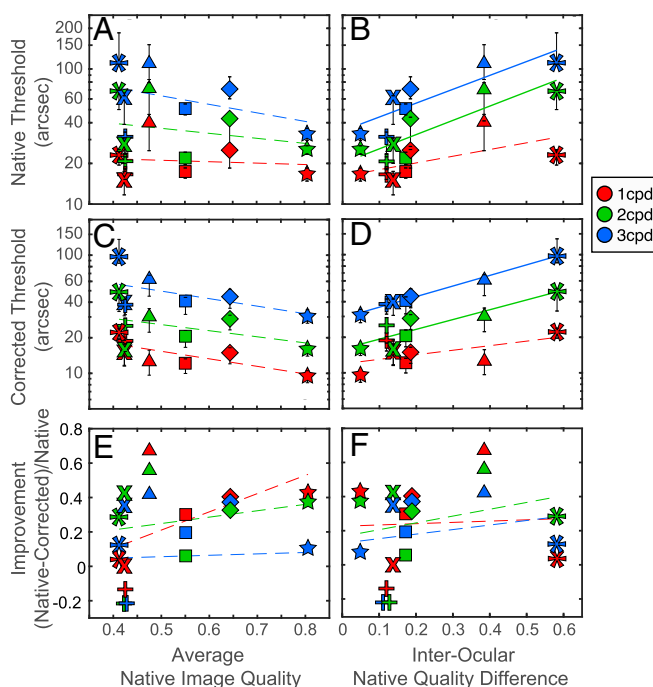 A
B
200
150
100
60
40
20
10
Native Threshold
(arcsec)
1cpd
2cpd
3cpd
C
D
150
100
60
40
20
10
Corrected Threshold
(arcsec)
E
F
0.8
0.6
0.4
0.2
0
-0.2
Improvement
(Native-Corrected)/Native
0.4 0.5 0.6 0.7 0.8
0 0.1 0.2 0.3 0.4 0.5 0.6
Average
Native Image Quality
Inter-Ocular
Native Quality Difference